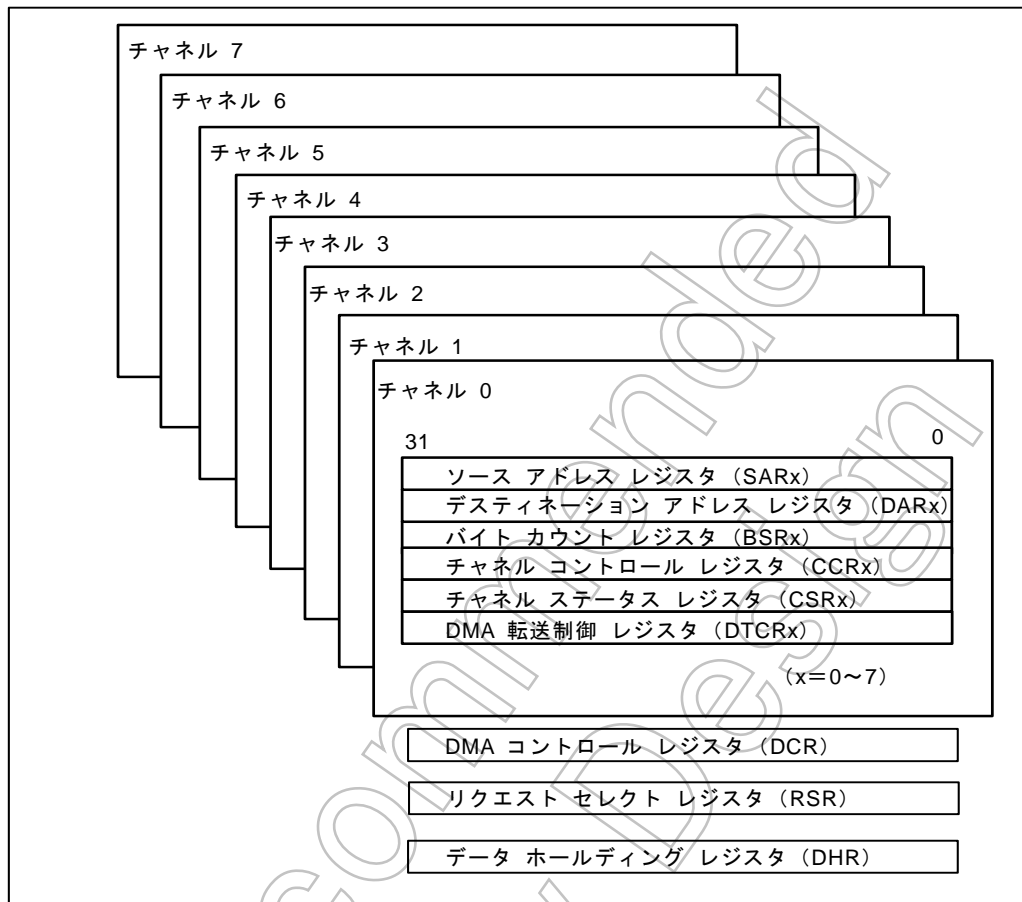 チャネル 7
チャネル 6
チャネル 5
チャネル 4
チャネル 3
チャネル 2
チャネル 1
チャネル 0
31 0
ソース アドレス レジスタ (SARx)
デスティネーション アドレス レジスタ (DARx)
バイト カウント レジスタ (BSRx)
チャネル コントロール レジスタ (CCRx)
チャネル ステータス レジスタ (CSRx)
DMA 転送制御 レジスタ (DTCRx)
(x=0~7)
DMA コントロール レジスタ (DCR)
リクエスト セレクト レジスタ (RSR)
データ ホールディング レジスタ (DHR)
commended
Design